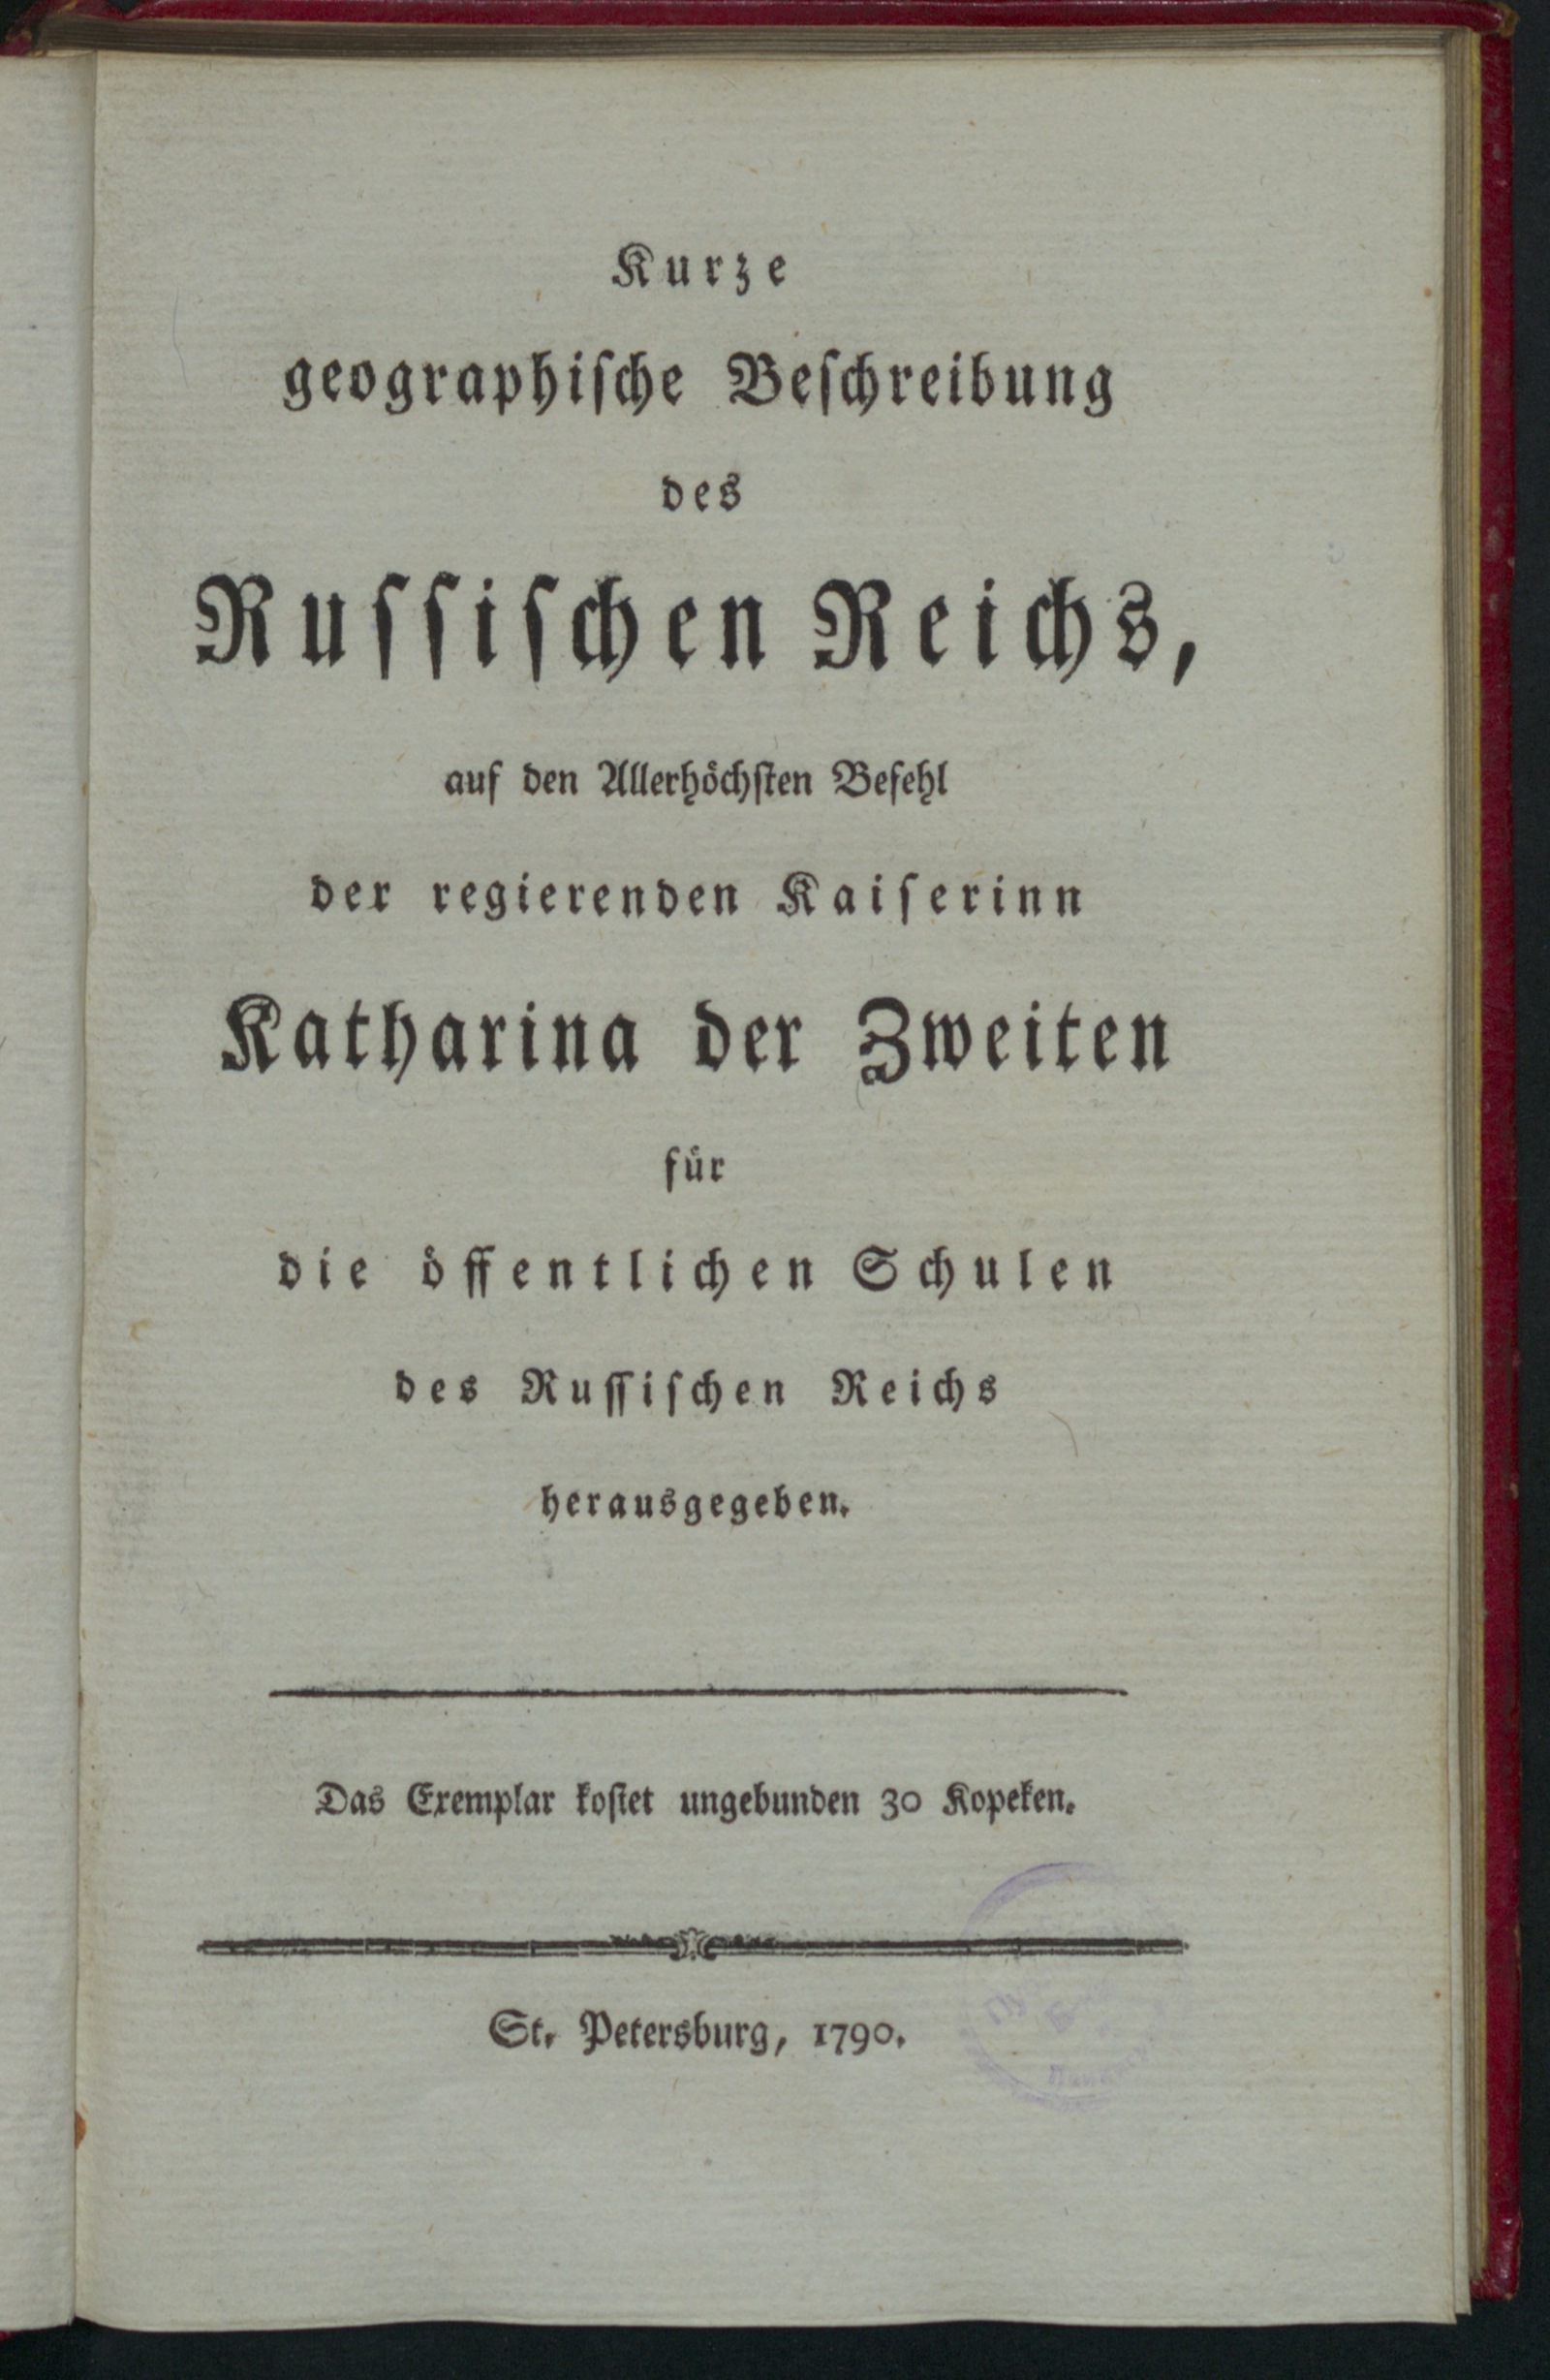 Kurze
geographiſche Beſchreibung
des
Ruſſiſchen Reichs,
auf den Allerhöchſten Befehl
der regierenden Kaiſerinn
Katharina der Zweiten
für
die öffentlichen Schulen
des Ruſſiſchen Reichs
herausgegeben.
Das Exemplar koſtet ungebunden 30 Kopeken.
St. Petersburg, 1790.